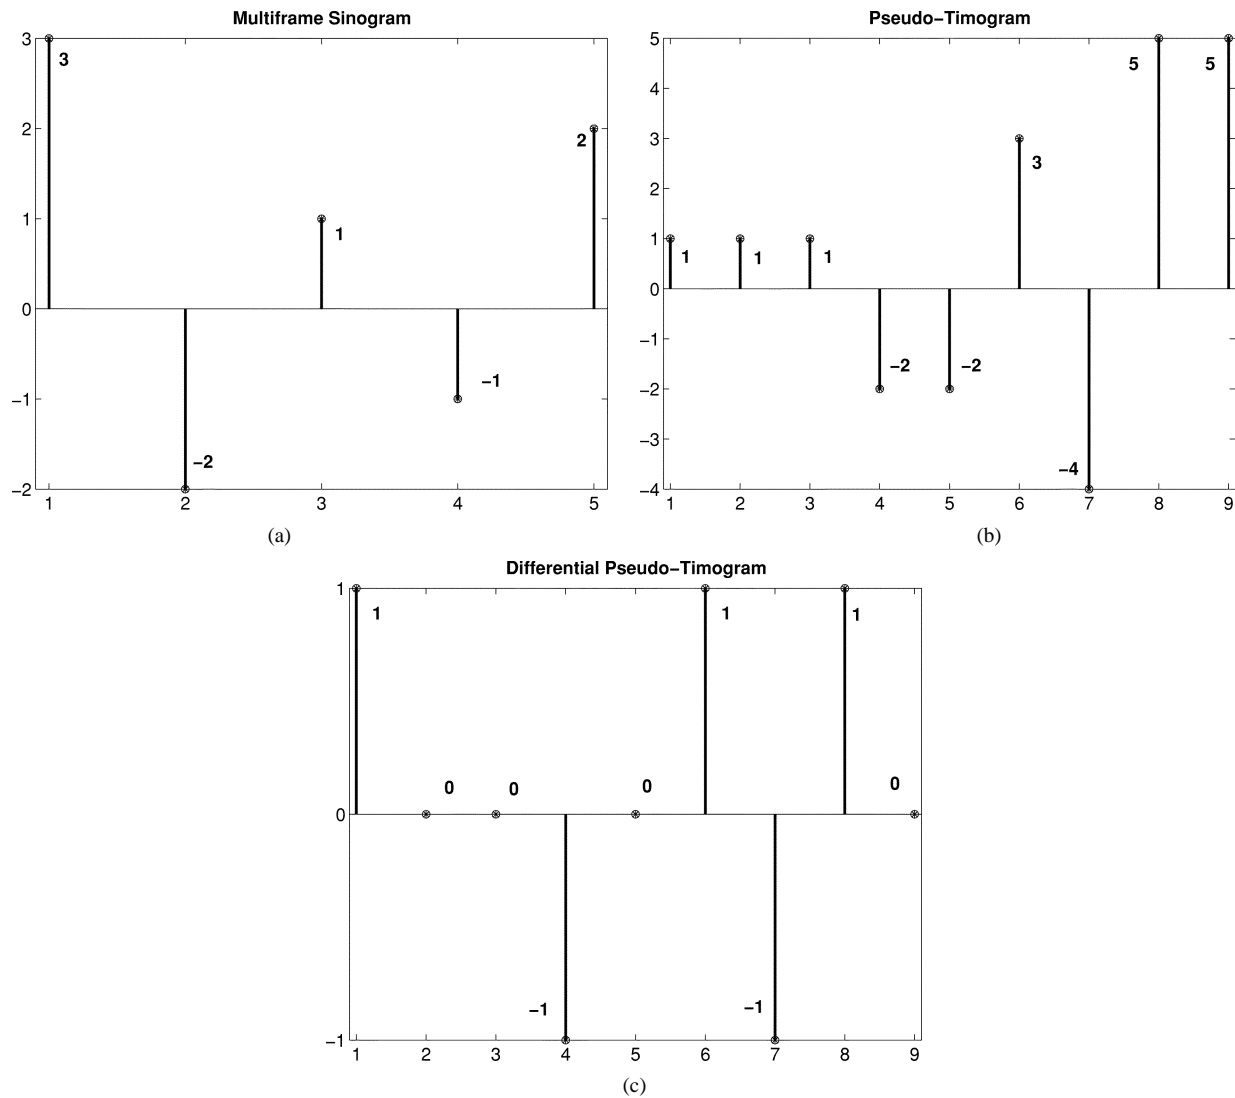 Multiframe Sinogram
3
2
1
0
−1
−2
3
−2
1
−1
2
1 2 3 4 5
(a)
Pseudo−Timogram
5
4
3
2
1
0
−1
−2
−3
−4
1 1 1 −2 −2 3 −4 5 5
1 2 3 4 5 6 7 8 9
(b)
Differential Pseudo−Timogram
1
0
−1
1 0 0 −1 0 1 −1 1 0
1 2 3 4 5 6 7 8 9
(c)